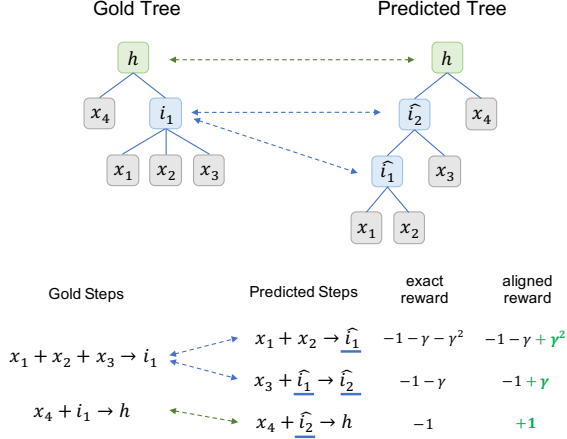 Gold Tree Predicted Tree
h h
x₄ i₁ î₂ x₄
x₁ x₂ x₃ î₁ x₃
x₁ x₂
Gold Steps Predicted Steps exact reward aligned reward
x₁ + x₂ → î₁ −1 − γ − γ² −1 − γ + γ²
x₁ + x₂ + x₃ → i₁
x₃ + î₁ → î₂ −1 − γ −1 + γ
x₄ + i₁ → h x₄ + î₂ → h −1 +1